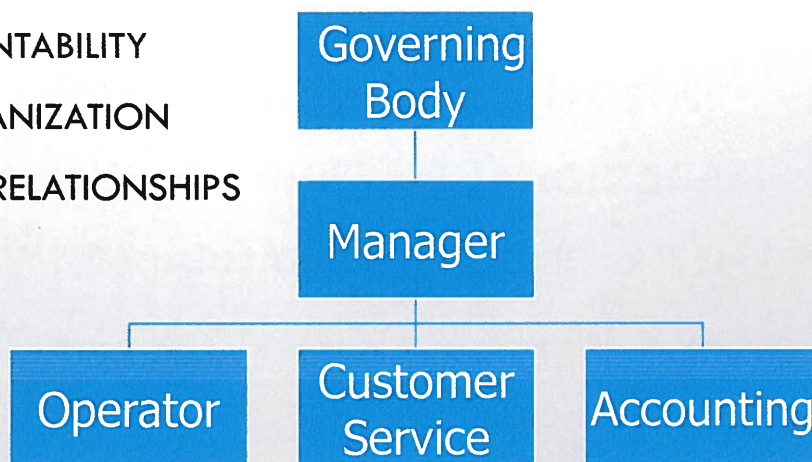 NTABILITY
ANIZATION
RELATIONSHIPS
Governing
Body
Manager
Operator
Customer
Service
Accounting